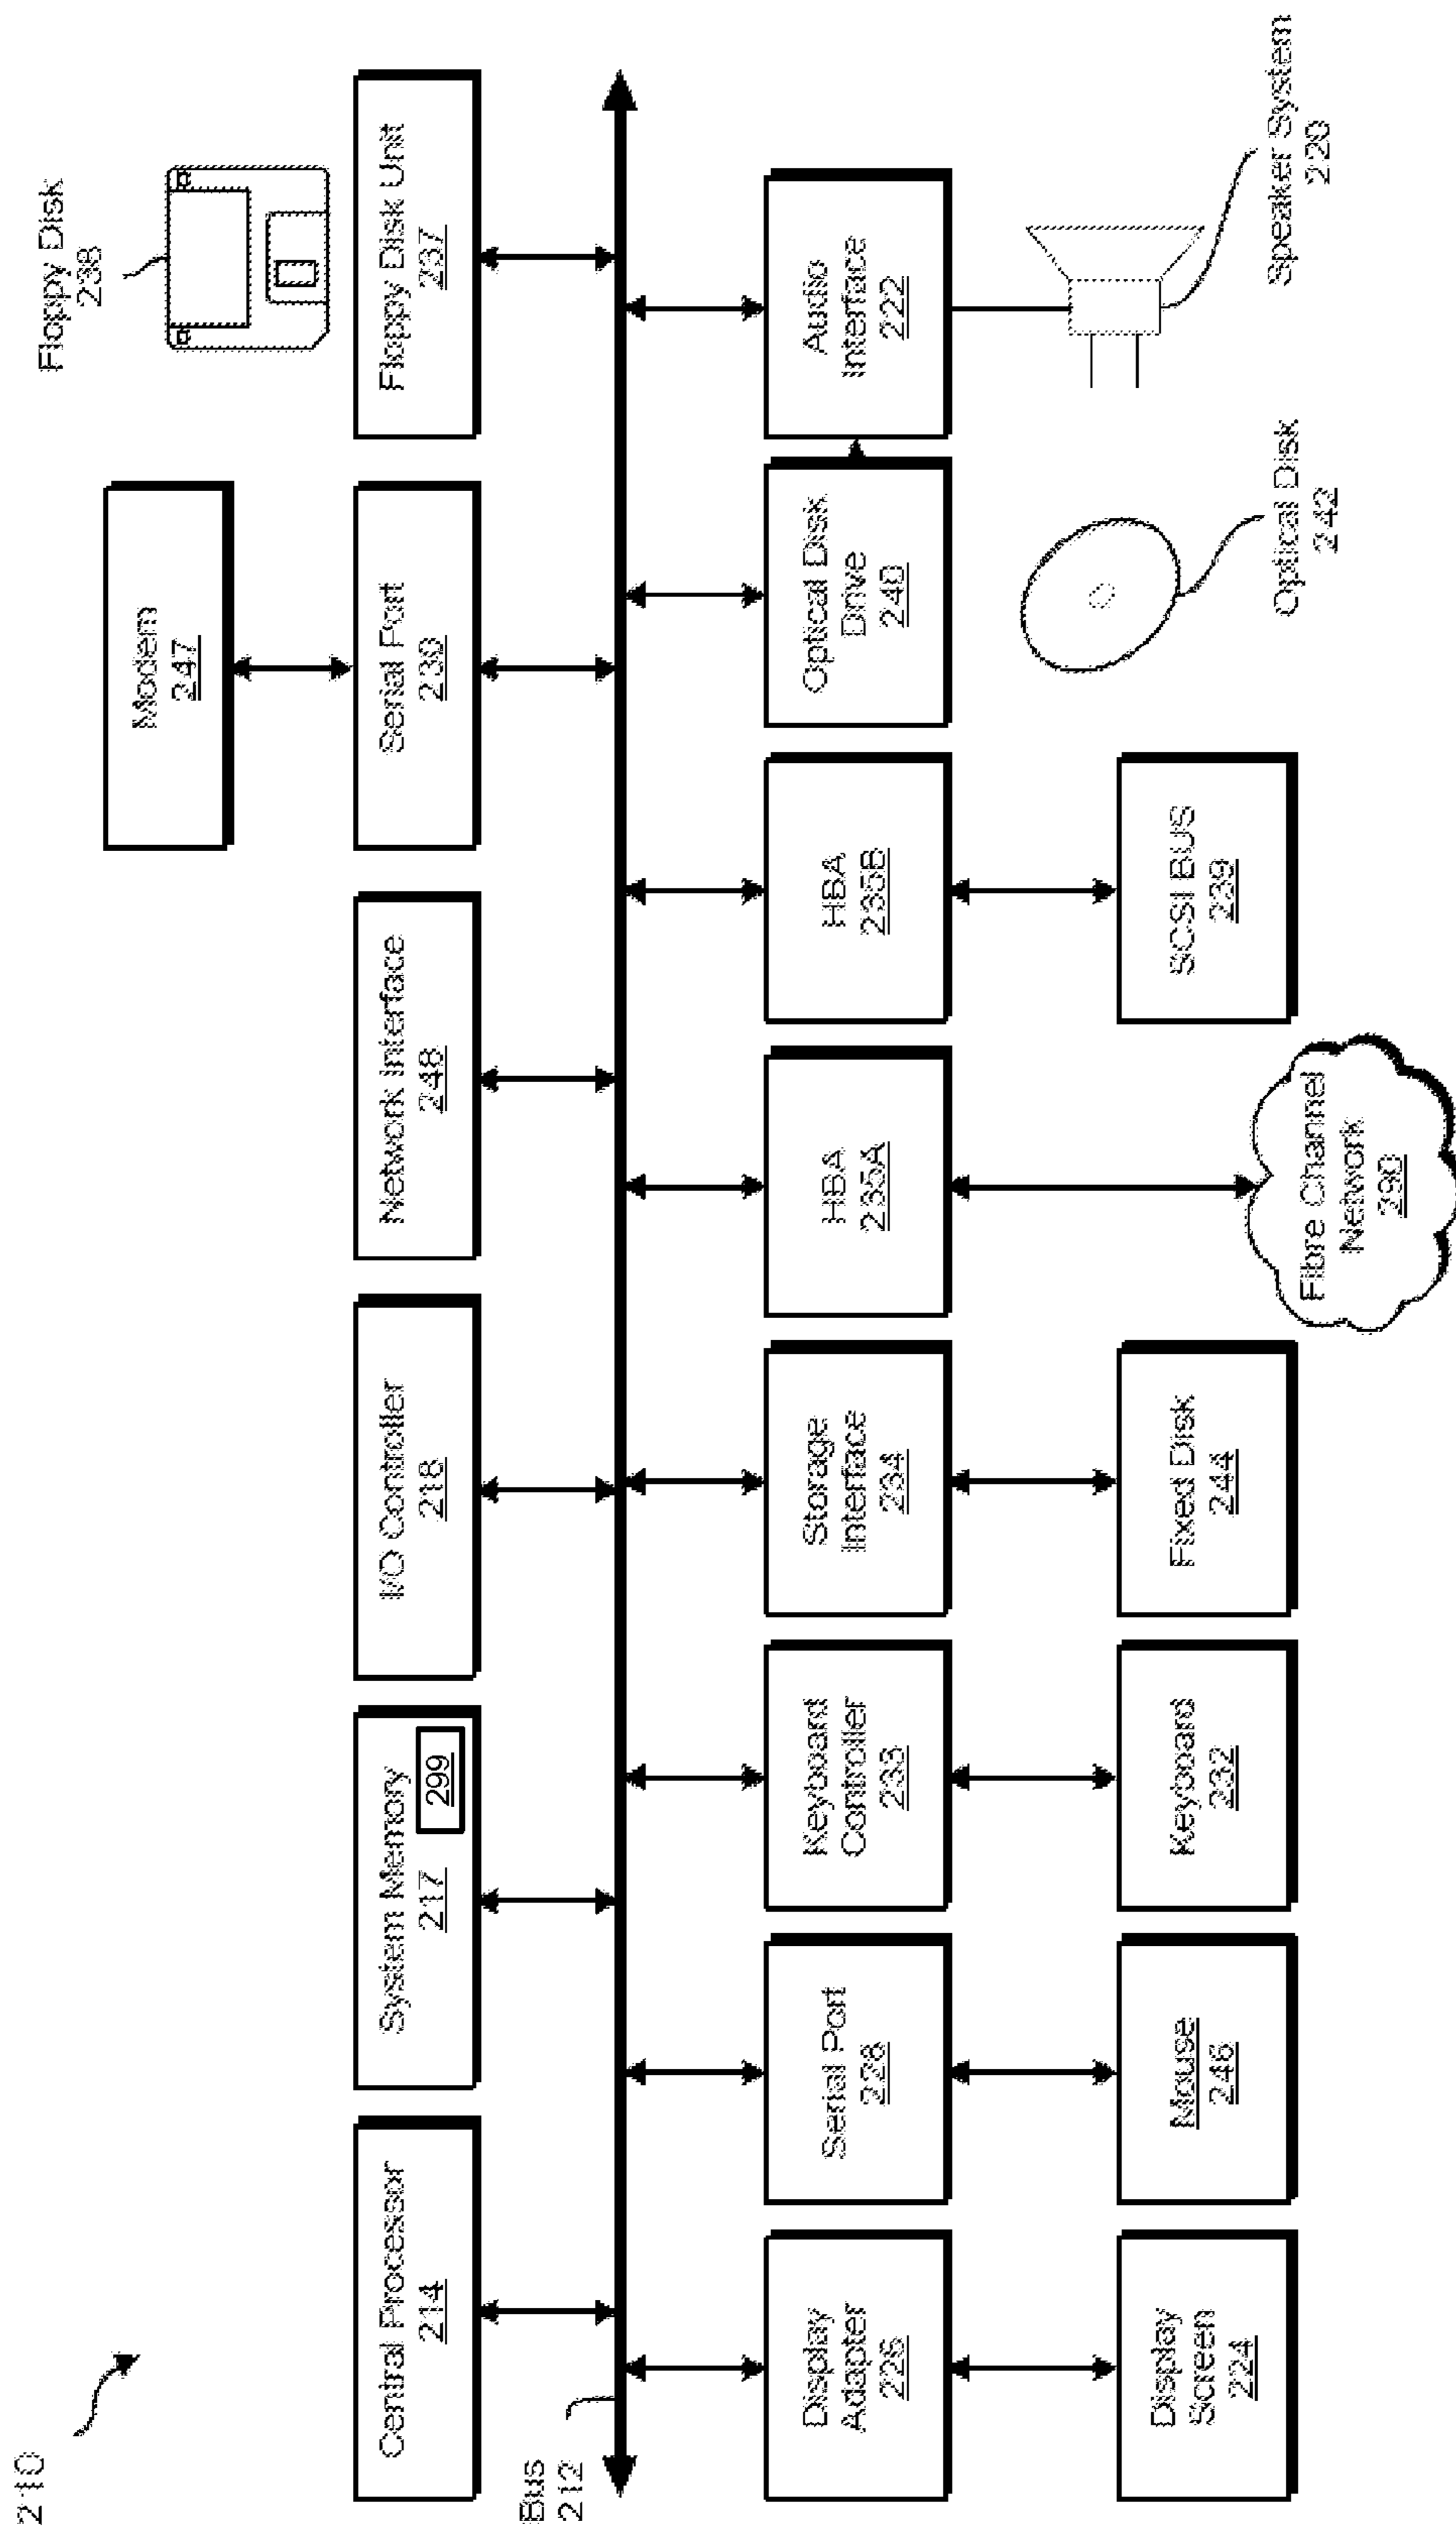 210
Floppy Disk
238
Modem
247
Central Processor
214
System Memory
217
299
I/O Controller
218
Network Interface
248
Serial Port
230
Floppy Disk Unit
237
Bus
212
Display
Adapter
226
Serial Port
228
Keyboard
Controller
233
Storage
Interface
234
HBA
235A
HBA
235B
Optical Disk
Drive
240
Audio
Interface
222
Display
Screen
224
Mouse
246
Keyboard
232
Fixed Disk
244
Fibre Channel
Network
290
SCSI BUS
239
Optical Disk
242
Speaker System
220